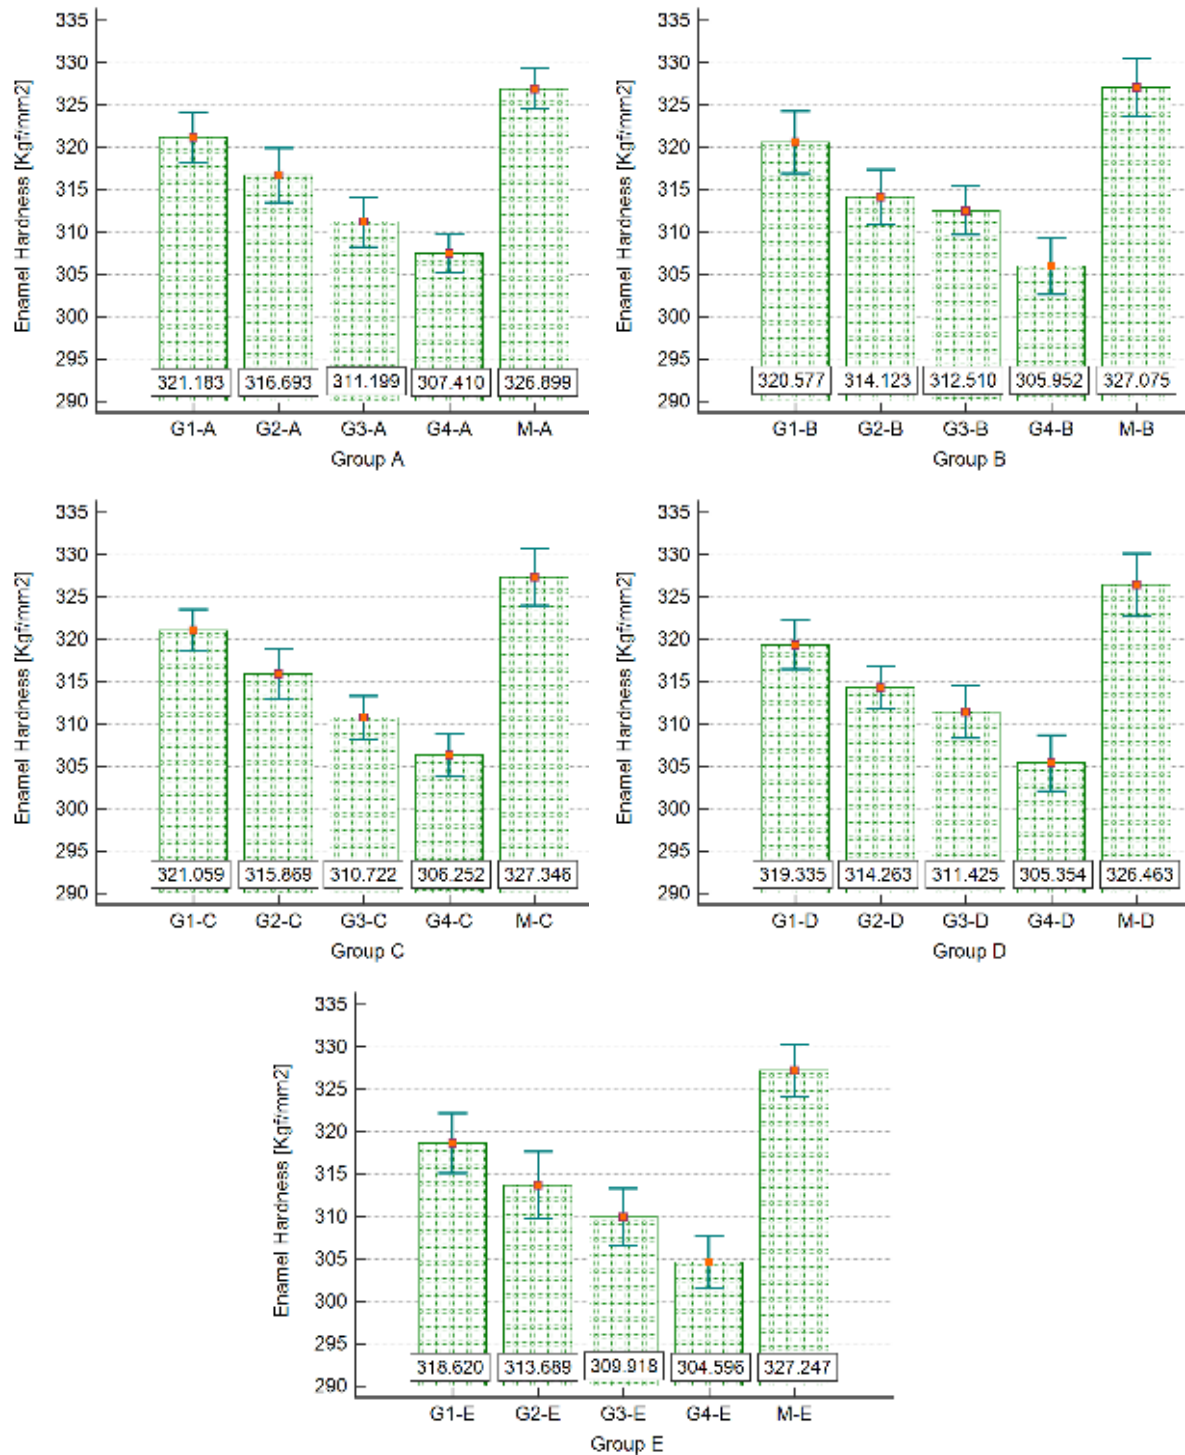 335 335
330 330
325 325
320 320
315 315
310 310
305 305
300 300
295 295
290 290
Enamel Hardness [Kgf/mm2] Enamel Hardness [Kgf/mm2]
321.183 316.693 311.199 307.410 326.899 320.577 314.123 312.510 305.952 327.075
G1-A G2-A G3-A G4-A M-A G1-B G2-B G3-B G4-B M-B
Group A Group B
335 335
330 330
325 325
320 320
315 315
310 310
305 305
300 300
295 295
290 290
Enamel Hardness [Kgf/mm2] Enamel Hardness [Kgf/mm2]
321.059 315.869 310.722 306.252 327.346 319.335 314.263 311.425 305.354 326.463
G1-C G2-C G3-C G4-C M-C G1-D G2-D G3-D G4-D M-D
Group C Group D
335
330
325
320
315
310
305
300
295
290
Enamel Hardness [Kgf/mm2]
318.620 313.689 309.918 304.596 327.247
G1-E G2-E G3-E G4-E M-E
Group E